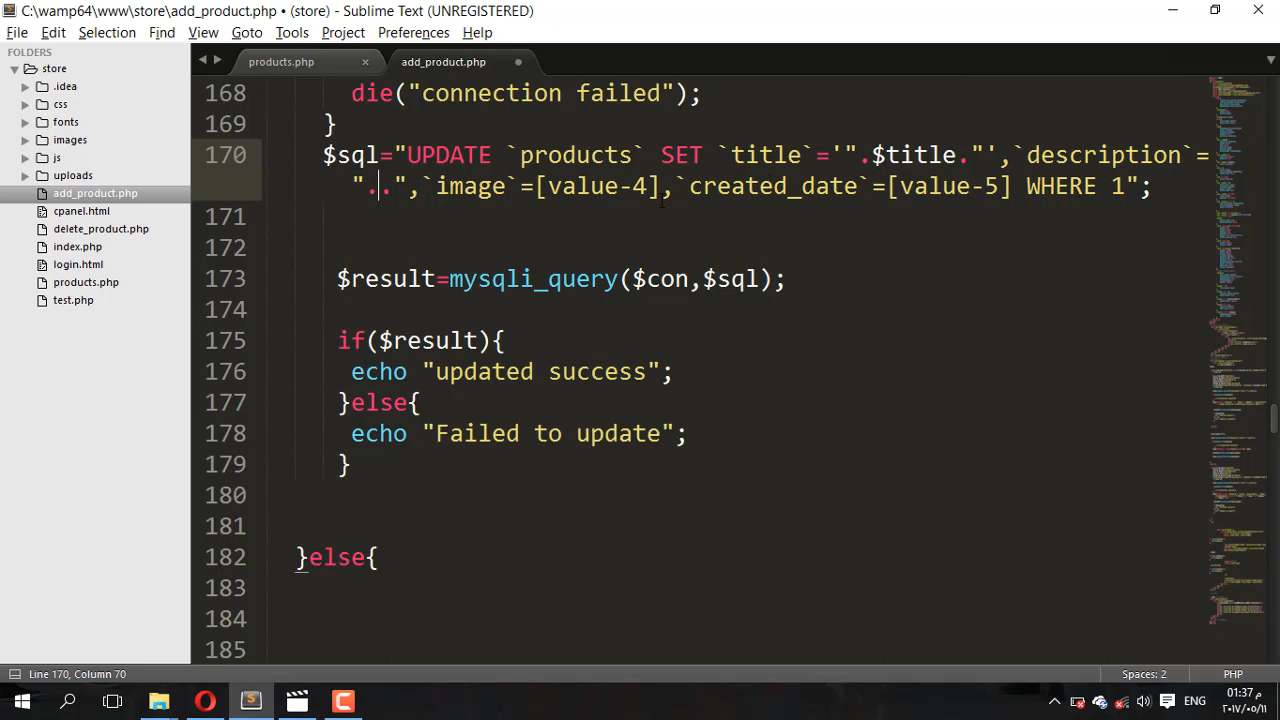 C:\wamp64\www\store\add_product.php • (store) - Sublime Text (UNREGISTERED)
File Edit Selection Find View Goto Tools Project Preferences Help
FOLDERS
store
.idea
css
fonts
images
js
uploads
add_product.php
cpanel.html
delete_product.php
index.php
login.html
products.php
test.php
products.php × add_product.php
168 die("connection failed");
169 }
170 $sql="UPDATE `products` SET `title`='".$title."',`description`=
"..",`image`=[value-4],`created_date`=[value-5] WHERE 1";
171
172
173 $result=mysqli_query($con,$sql);
174
175 if($result){
176 echo "updated success";
177 }else{
178 echo "Failed to update";
179 }
180
181
182 }else{
183
184
185
Line 170, Column 70 Spaces: 2 PHP
ENG
01:37 م